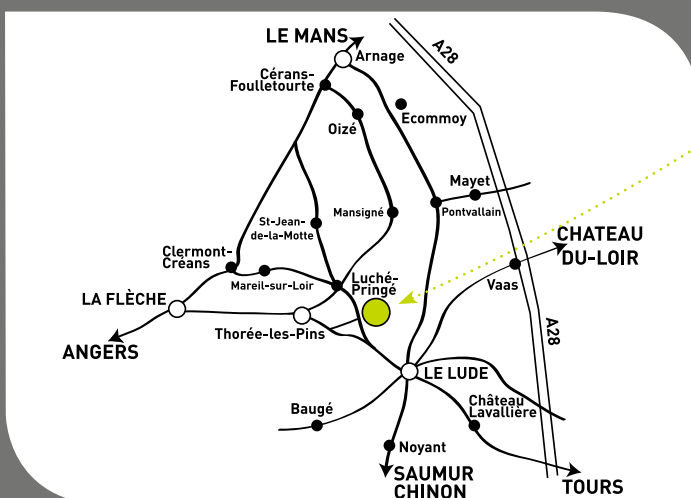 LE MANS
A28
Arnage
Cérans-
Foulletourte
Ecommoy
Oizé
Mayet
St-Jean-
de-la-Motte
Mansigné
Pontvallain
CHATEAU
DU-LOIR
Clermont-
Créans
Mareil-sur-Loir
Luché-
Pringé
Vaas
LA FLÈCHE
Thorée-les-Pins
A28
ANGERS
LE LUDE
Baugé
Château
Lavallière
Noyant
SAUMUR
CHINON
TOURS